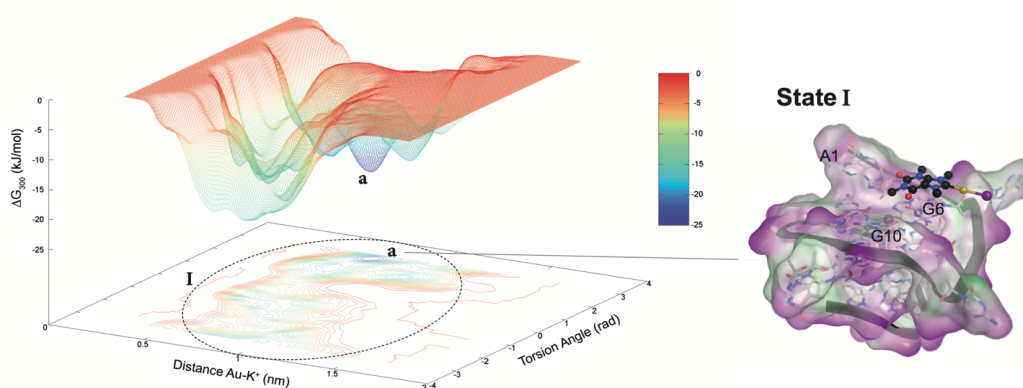 0
-5
-10
-15
-20
-25
ΔG300 (kJ/mol)
a
I
a
0
0.5
1
1.5
Distance Au-K⁺ (nm)
-4
-3
-2
-1
0
1
2
3
4
Torsion Angle (rad)
0
-5
-10
-15
-20
-25
State I
A1
G6
G10